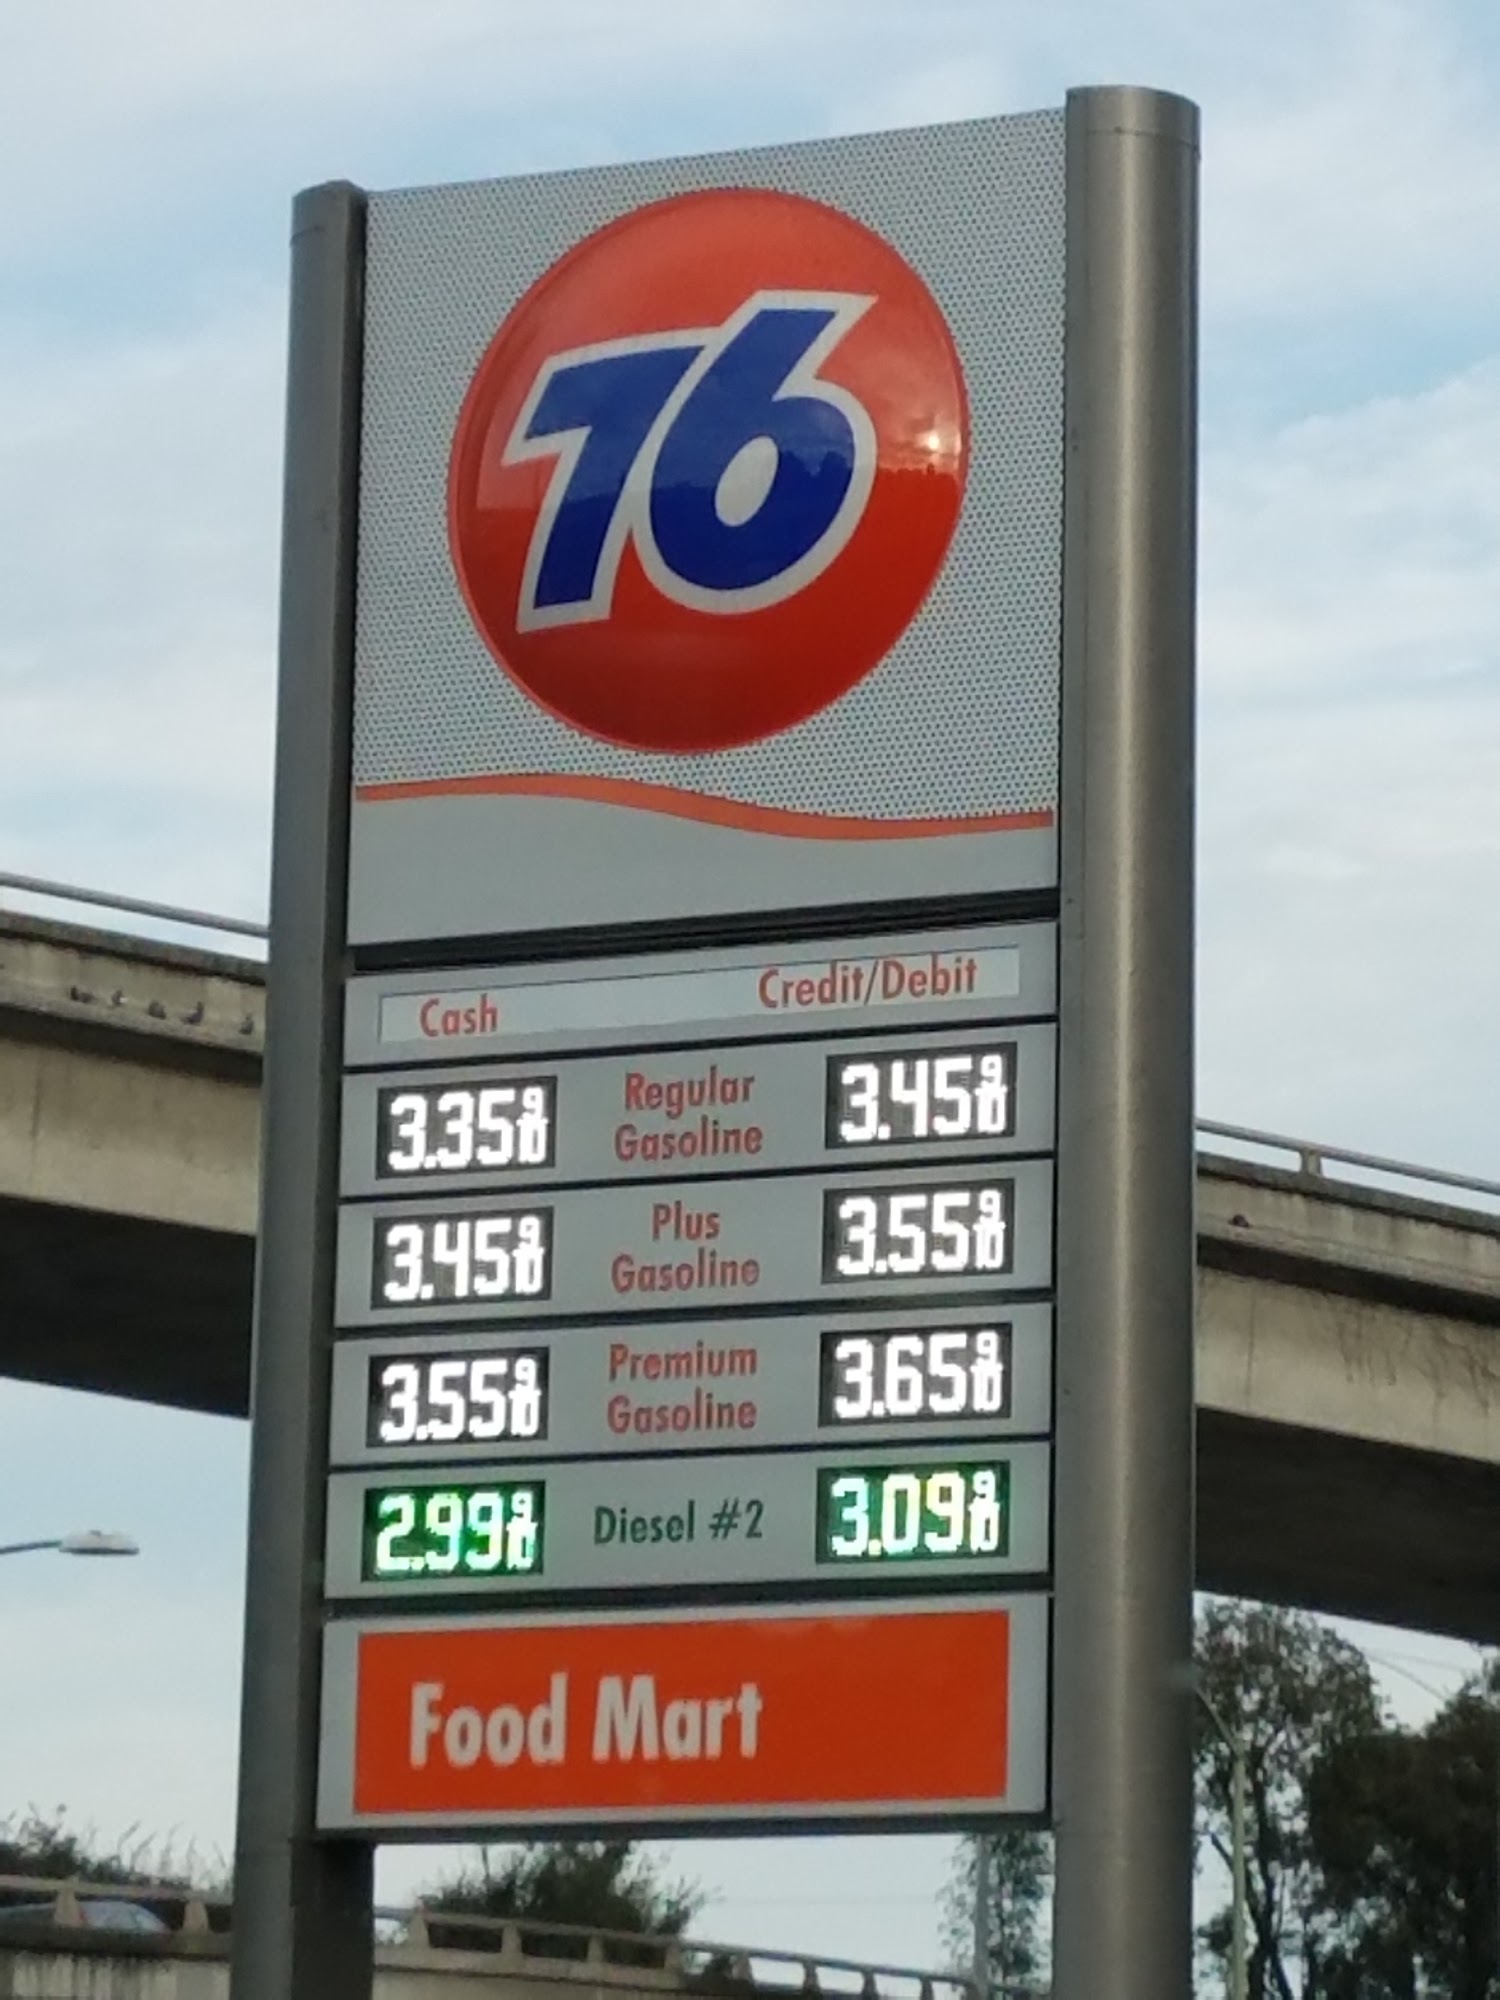 76
Cash Credit/Debit
3.35 9/10 Regular Gasoline 3.45 9/10
3.45 9/10 Plus Gasoline 3.55 9/10
3.55 9/10 Premium Gasoline 3.65 9/10
2.99 9/10 Diesel #2 3.09 9/10
Food Mart